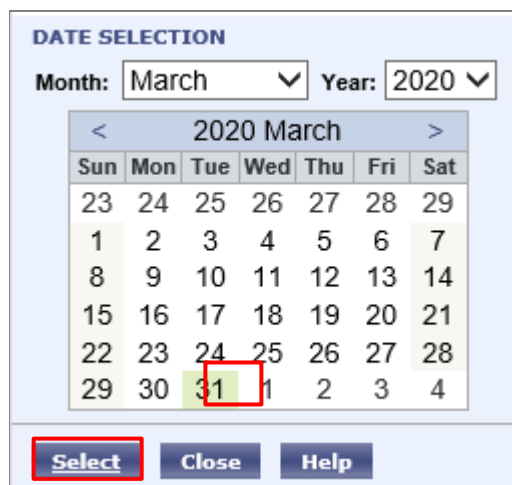 DATE SELECTION
Month: March Year: 2020
< 2020 March >
Sun Mon Tue Wed Thu Fri Sat
23 24 25 26 27 28 29
1 2 3 4 5 6 7
8 9 10 11 12 13 14
15 16 17 18 19 20 21
22 23 24 25 26 27 28
29 30 31 1 2 3 4
Select Close Help